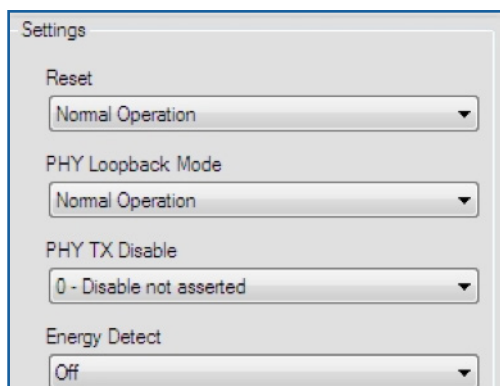 Settings
Reset
Normal Operation
PHY Loopback Mode
Normal Operation
PHY TX Disable
0 - Disable not asserted
Energy Detect
Off